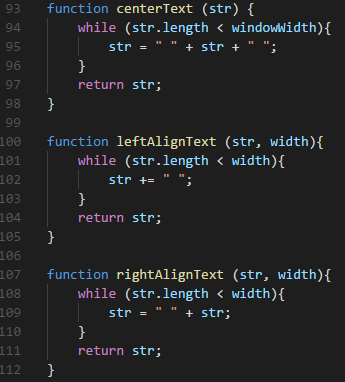 93 function centerText (str) {
94     while (str.length < windowWidth){
95         str = " " + str + " ";
96     }
97     return str;
98 }
99
100 function leftAlignText (str, width){
101     while (str.length < width){
102         str += " ";
103     }
104     return str;
105 }
106
107 function rightAlignText (str, width){
108     while (str.length < width){
109         str = " " + str;
110     }
111     return str;
112 }